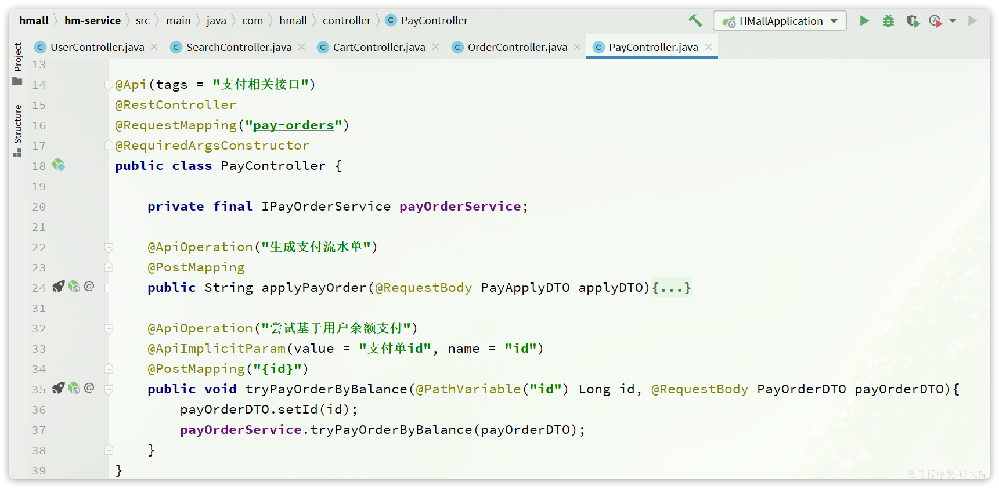 hmall hm-service src main java com hmall controller PayController HMallApplication
UserController.java SearchController.java CartController.java OrderController.java PayController.java
Project
Structure
13
14 @Api(tags = "支付相关接口")
15 @RestController
16 @RequestMapping("pay-orders")
17 @RequiredArgsConstructor
18 public class PayController {
19
20 private final IPayOrderService payOrderService;
21
22 @ApiOperation("生成支付流水单")
23 @PostMapping
24 public String applyPayOrder(@RequestBody PayApplyDTO applyDTO){...}
31
32 @ApiOperation("尝试基于用户余额支付")
33 @ApiImplicitParam(value = "支付单id", name = "id")
34 @PostMapping("{id}")
35 public void tryPayOrderByBalance(@PathVariable("id") Long id, @RequestBody PayOrderDTO payOrderDTO){
36 payOrderDTO.setId(id);
37 payOrderService.tryPayOrderByBalance(payOrderDTO);
38 }
39 }
黑马程序员-研究院